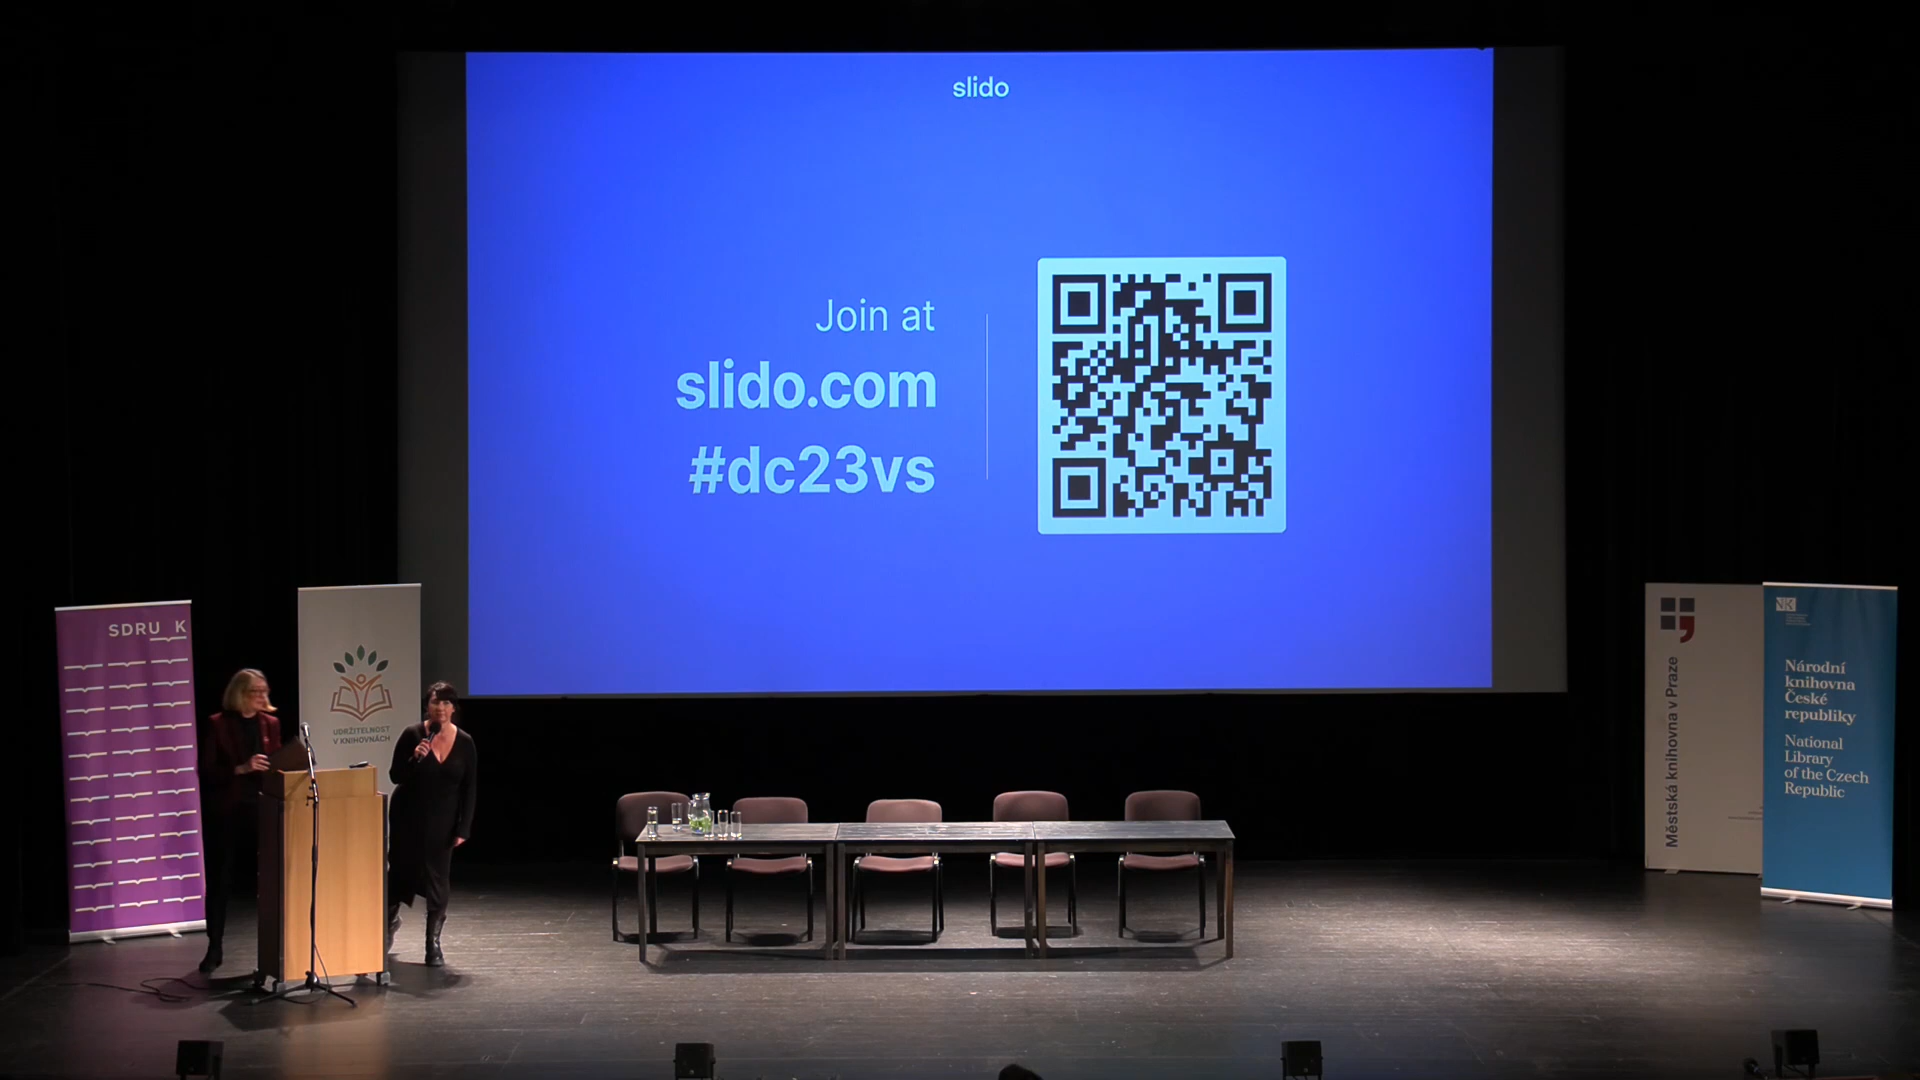 slido
Join at
slido.com
#dc23vs
SDRU_K
UDRŽITELNOST
V KNIHOVNÁCH
Městská knihovna v Praze
Národní
knihovna
České
republiky
National
Library
of the Czech
Republic